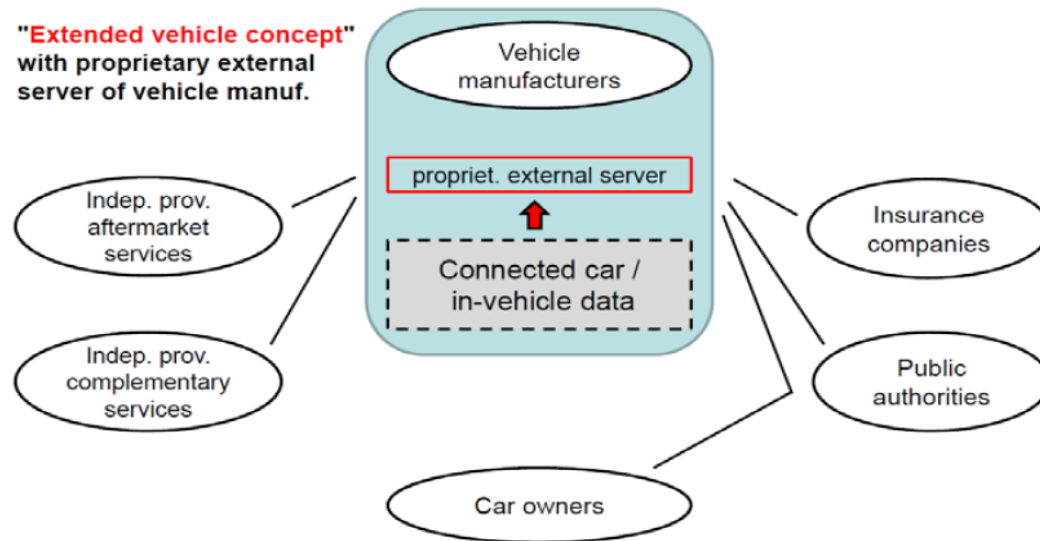 "Extended vehicle concept"
with proprietary external
server of vehicle manuf.
Vehicle
manufacturers
propriet. external server
Connected car /
in-vehicle data
Indep. prov.
aftermarket
services
Insurance
companies
Indep. prov.
complementary
services
Public
authorities
Car owners